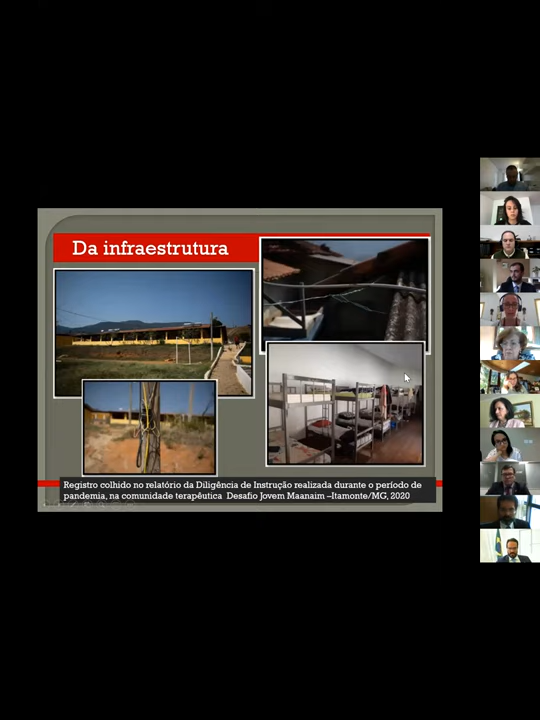 Da infraestrutura
Registro colhido no relatório da Diligência de Instrução realizada durante o período de
pandemia, na comunidade terapêutica Desafio Jovem Maanaim –Itamonte/MG, 2020